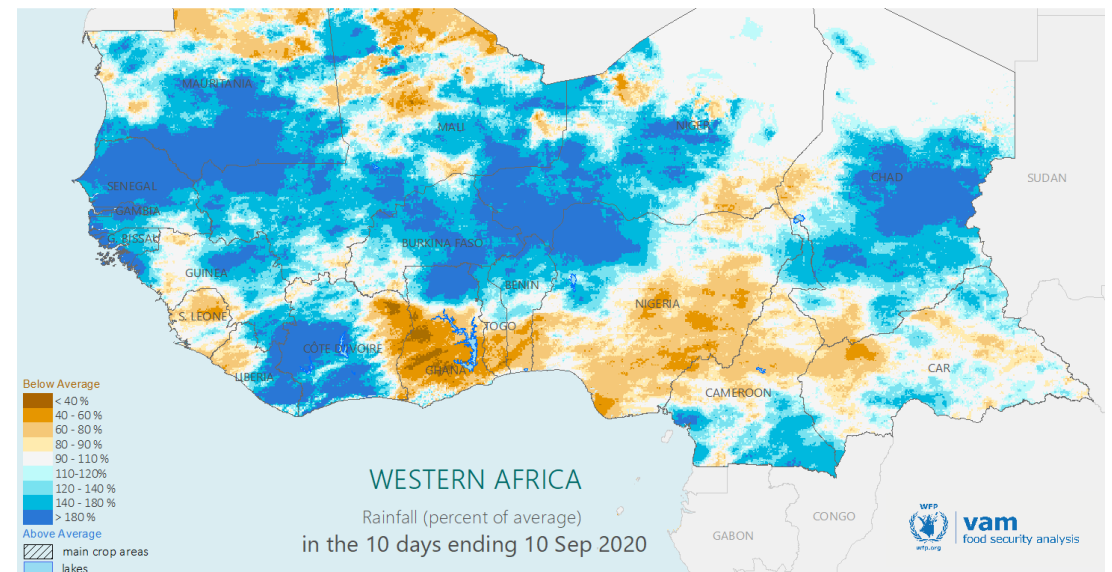 MAURITANIA
MALI
NIGER
CHAD
SUDAN
SENEGAL
GAMBIA
G. BISSAU
BURKINA FASO
GUINEA
BENIN
NIGERIA
S. LEONE
TOGO
CÔTE D'IVOIRE
GHANA
LIBERIA
CAR
CAMEROON
Below Average
< 40 %
40 - 60 %
60 - 80 %
80 - 90 %
90 - 110 %
110-120%
120 - 140 %
140 - 180 %
> 180 %
Above Average
main crop areas
lakes
WESTERN AFRICA
Rainfall (percent of average)
in the 10 days ending 10 Sep 2020
GABON
CONGO
WFP
wfp.org
vam
food security analysis